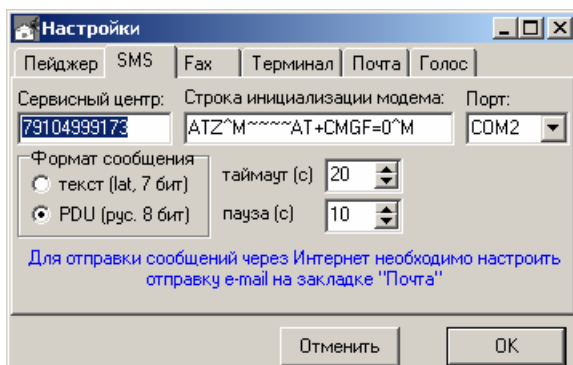 Настройки
Пейджер SMS Fax Терминал Почта Голос
Сервисный центр: Строка инициализации модема: Порт:
79104999173 ATZ^M~~~~AT+CMGF=0^M COM2
Формат сообщения
текст (lat, 7 бит) таймаут (с) 20
PDU (рус. 8 бит) пауза (с) 10
Для отправки сообщений через Интернет необходимо настроить
отправку e-mail на закладке "Почта"
Отменить OK